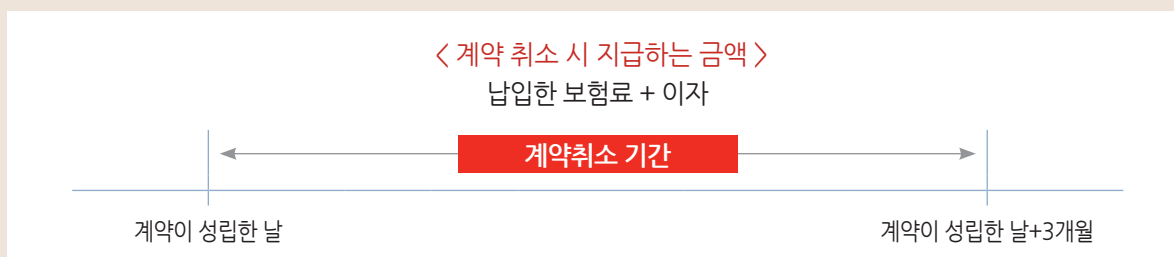 < 계약 취소 시 지급하는 금액 >
납입한 보험료 + 이자
계약취소 기간
계약이 성립한 날
계약이 성립한 날+3개월